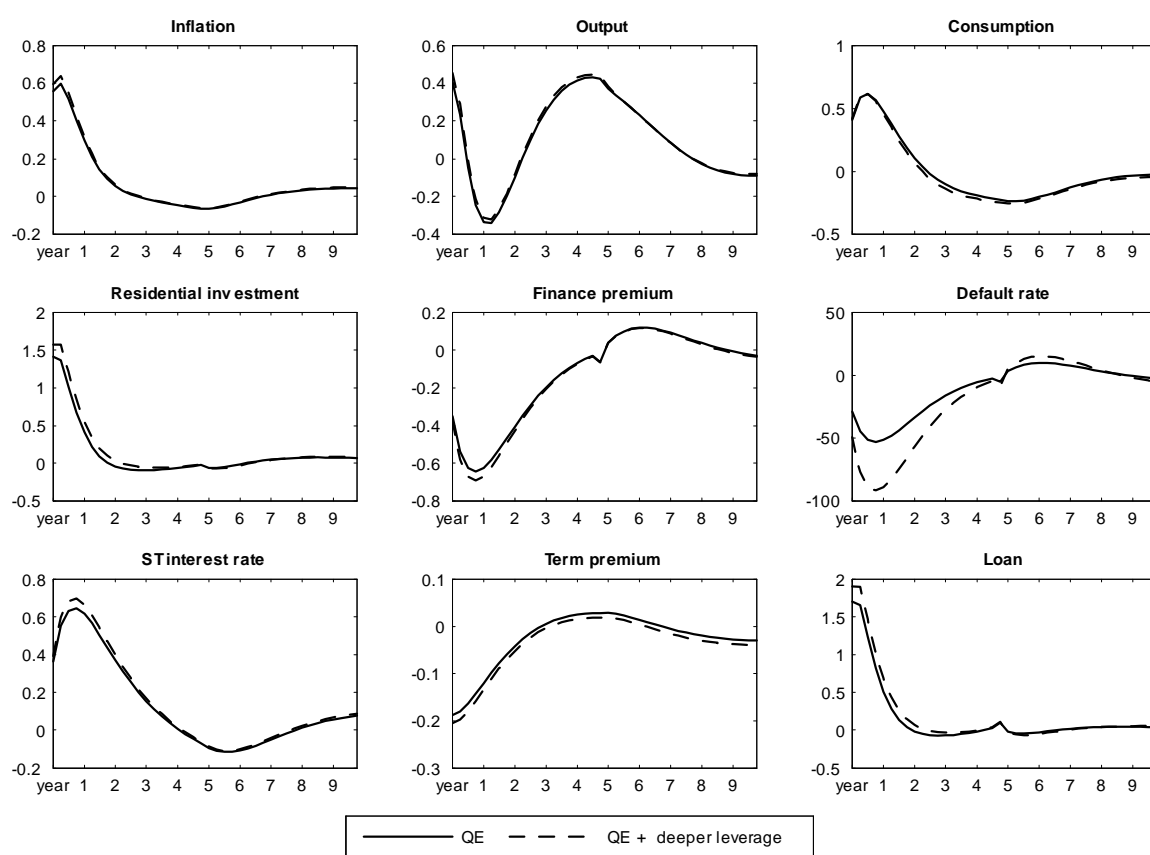 Inflation
Output
Consumption
0.8
0.6
0.4
0.2
0
-0.2
year 1 2 3 4 5 6 7 8 9
0.6
0.4
0.2
0
-0.2
-0.4
year 1 2 3 4 5 6 7 8 9
1
0.5
0
-0.5
year 1 2 3 4 5 6 7 8 9
Residential investment
Finance premium
Default rate
2
1.5
1
0.5
0
-0.5
year 1 2 3 4 5 6 7 8 9
0.2
0
-0.2
-0.4
-0.6
-0.8
year 1 2 3 4 5 6 7 8 9
50
0
-50
-100
year 1 2 3 4 5 6 7 8 9
ST interest rate
Term premium
Loan
0.8
0.6
0.4
0.2
0
-0.2
year 1 2 3 4 5 6 7 8 9
0.1
0
-0.1
-0.2
-0.3
year 1 2 3 4 5 6 7 8 9
2
1.5
1
0.5
0
-0.5
year 1 2 3 4 5 6 7 8 9
QE QE + deeper leverage